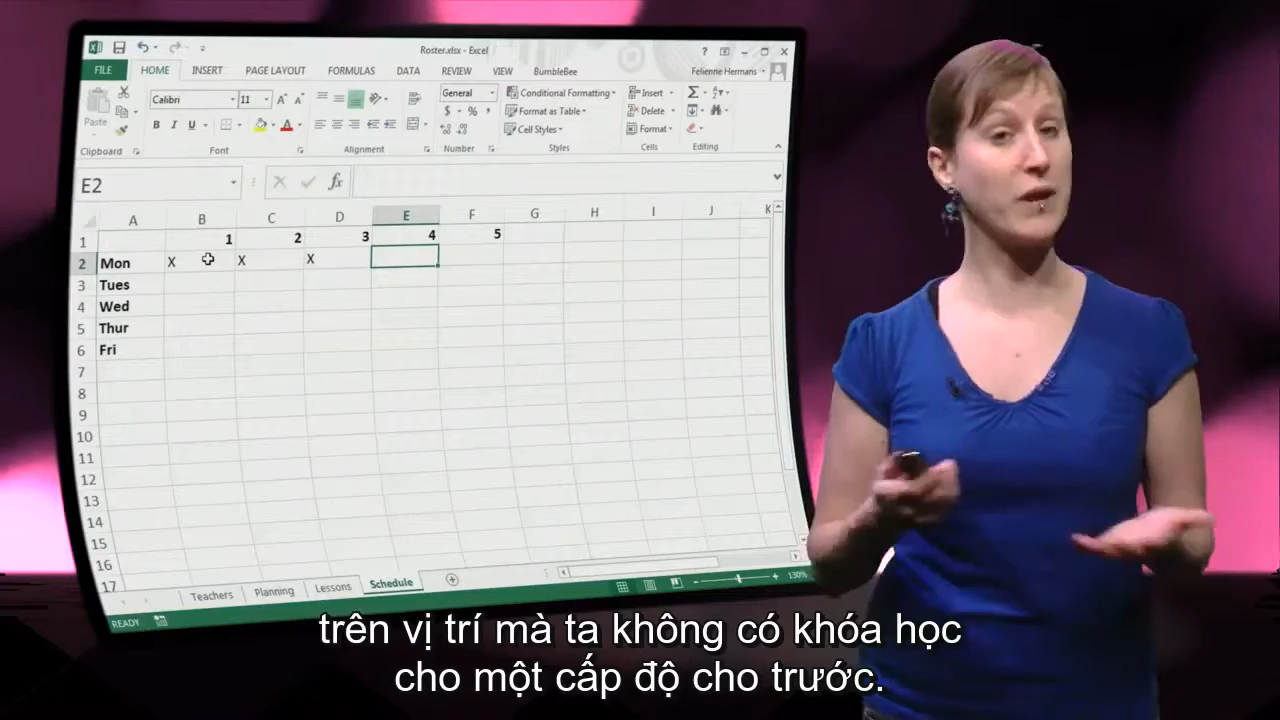 Roster.xlsx - Excel
FILE HOME INSERT PAGE LAYOUT FORMULAS DATA REVIEW VIEW BumbleBee Felienne Hermans
Paste
Calibri 11
B I U
General
$ % ,
Conditional Formatting
Format as Table
Cell Styles
Insert
Delete
Format
Clipboard Font Alignment Number Styles Cells Editing
E2 fx
A B C D E F G H I J K
1 1 2 3 4 5
2 Mon X X X
3 Tues
4 Wed
5 Thur
6 Fri
7
8
9
10
11
12
13
14
15
16
17
Teachers Planning Lessons Schedule
READY 130%
trên vị trí mà ta không có khóa học
cho một cấp độ cho trước.